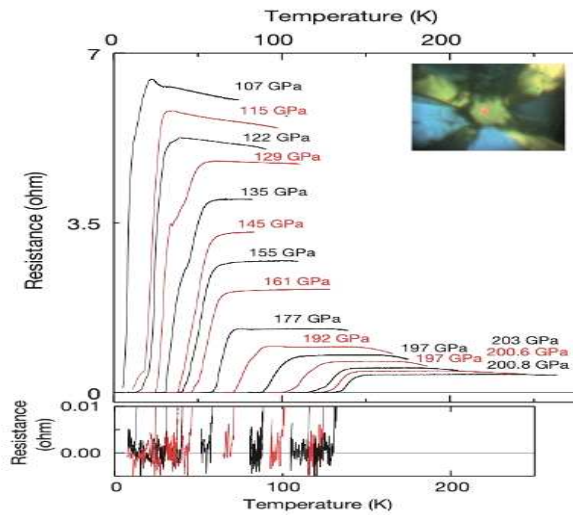 Temperature (K)
0 100 200
7
107 GPa
115 GPa
122 GPa
129 GPa
135 GPa
3.5
145 GPa
155 GPa
161 GPa
177 GPa
203 GPa
192 GPa
197 GPa
200.6 GPa
197 GPa
200.8 GPa
0
Resistance (ohm)
0.01
0.00
Resistance
(ohm)
0 100 200
Temperature (K)